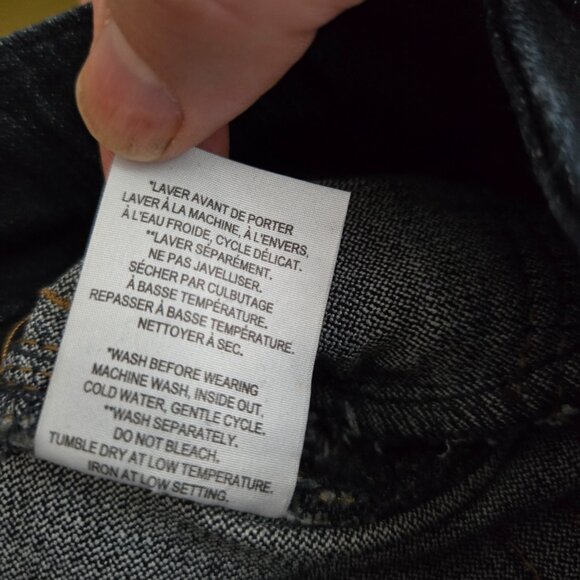 *LAVER AVANT DE PORTER
LAVER À LA MACHINE, À L'ENVERS,
À L'EAU FROIDE, CYCLE DÉLICAT.
**LAVER SÉPARÉMENT.
NE PAS JAVELLISER.
SÉCHER PAR CULBUTAGE
À BASSE TEMPÉRATURE.
REPASSER À BASSE TEMPÉRATURE.
NETTOYER À SEC.
*WASH BEFORE WEARING
MACHINE WASH, INSIDE OUT,
COLD WATER, GENTLE CYCLE.
**WASH SEPARATELY.
DO NOT BLEACH.
TUMBLE DRY AT LOW TEMPERATURE.
IRON AT LOW SETTING.